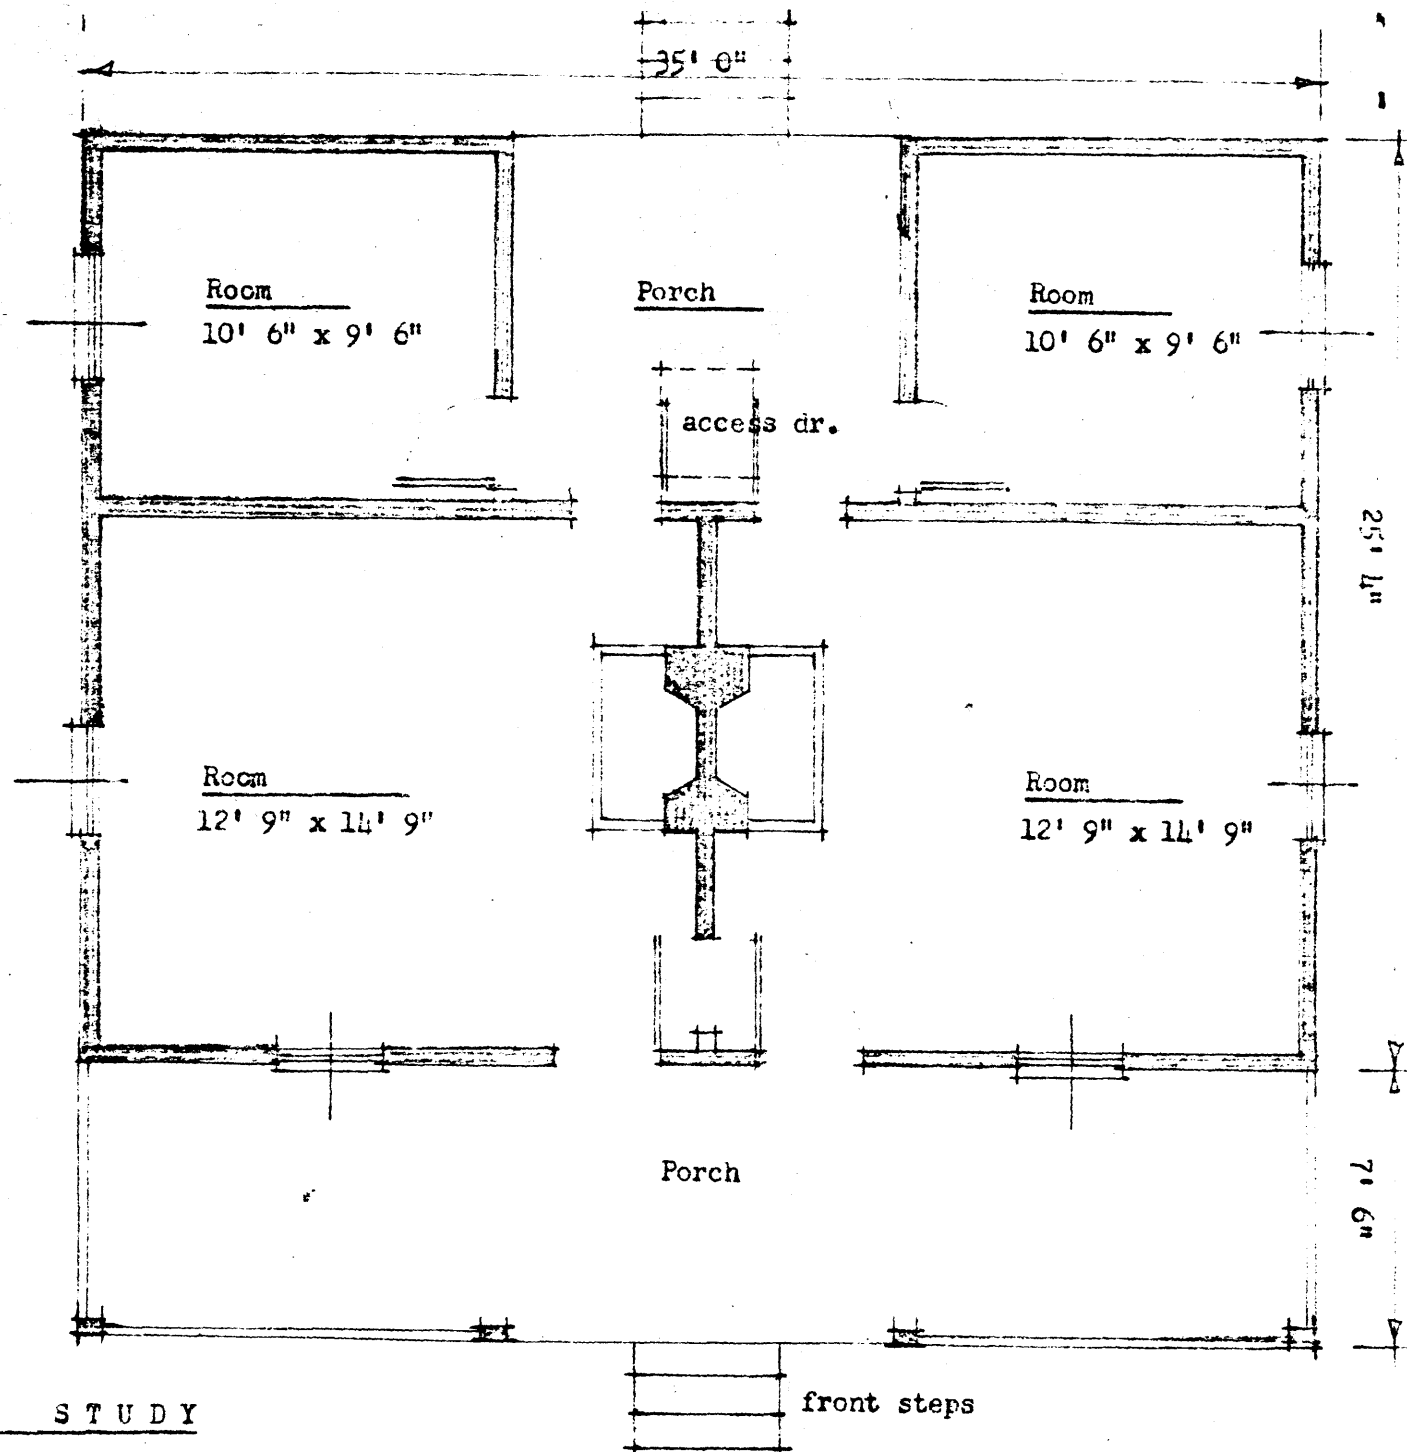 35' 0"
Room
10' 6" x 9' 6"
Porch
Room
10' 6" x 9' 6"
access dr.
25' 4"
Room
12' 9" x 14' 9"
Room
12' 9" x 14' 9"
Porch
7' 6"
front steps
STUDY